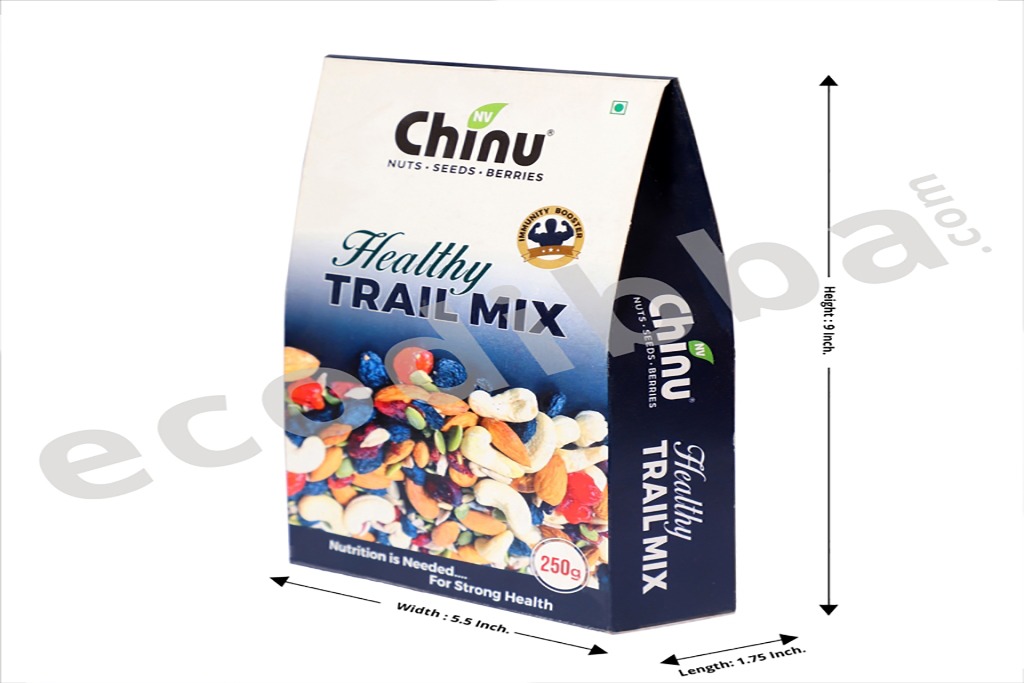 NV
Chinu®
NUTS • SEEDS • BERRIES
IMMUNITY BOOSTER
Healthy
TRAIL MIX
Nutrition is Needed....
For Strong Health
250g
NV
Chinu®
NUTS • SEEDS • BERRIES
Healthy
TRAIL MIX
Height : 9 Inch.
Width : 5.5 Inch.
Length: 1.75 Inch.
ecodibba.com